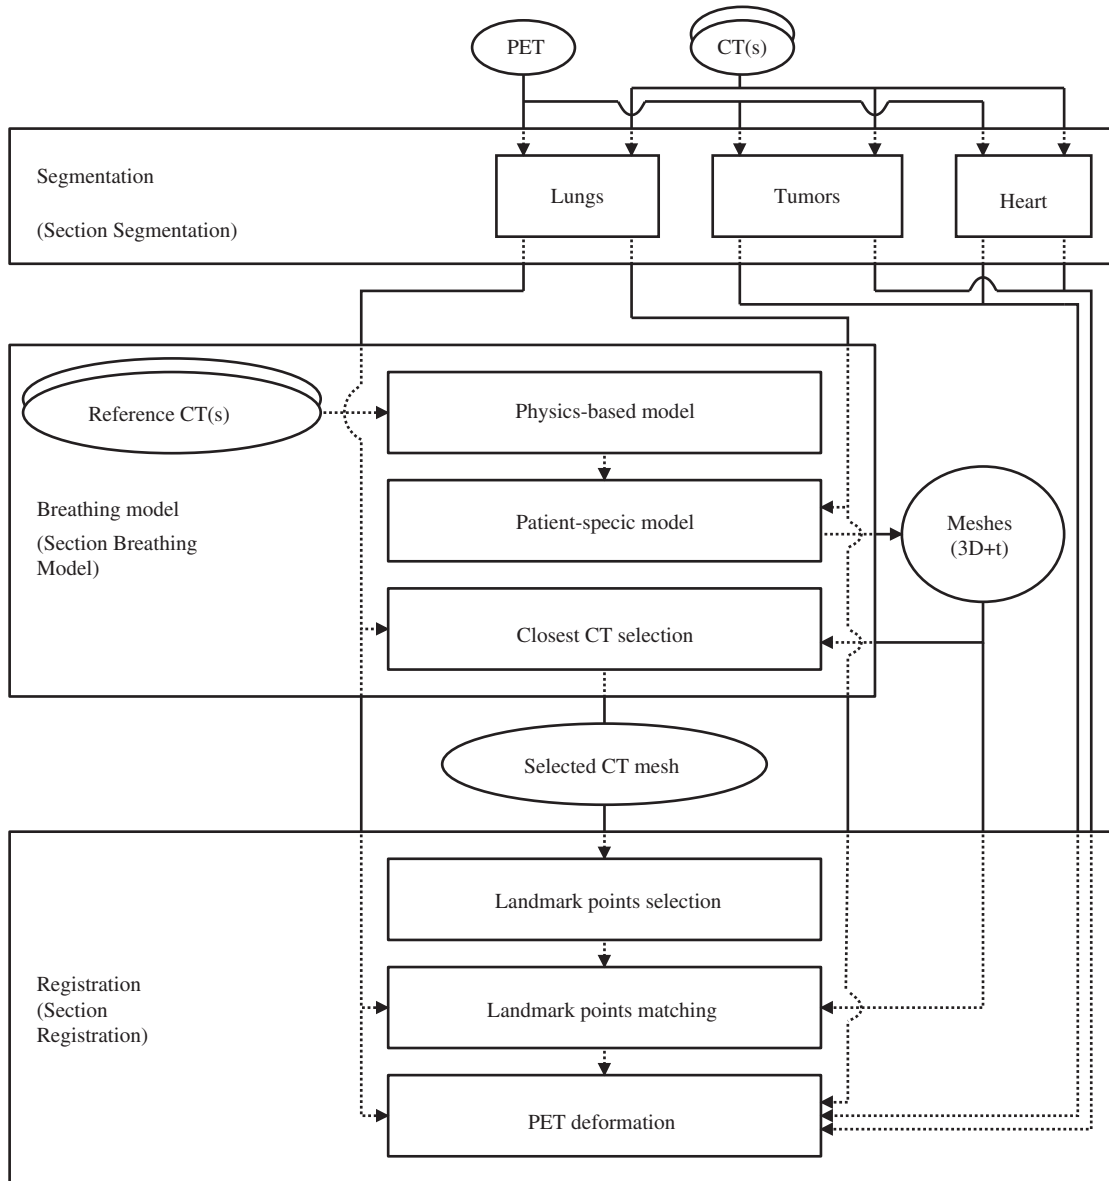 PET
CT(s)
Segmentation
(Section Segmentation)
Lungs
Tumors
Heart
Reference CT(s)
Physics-based model
Breathing model
(Section Breathing
Model)
Patient-specic model
Meshes
(3D+t)
Closest CT selection
Selected CT mesh
Landmark points selection
Registration
(Section
Registration)
Landmark points matching
PET deformation